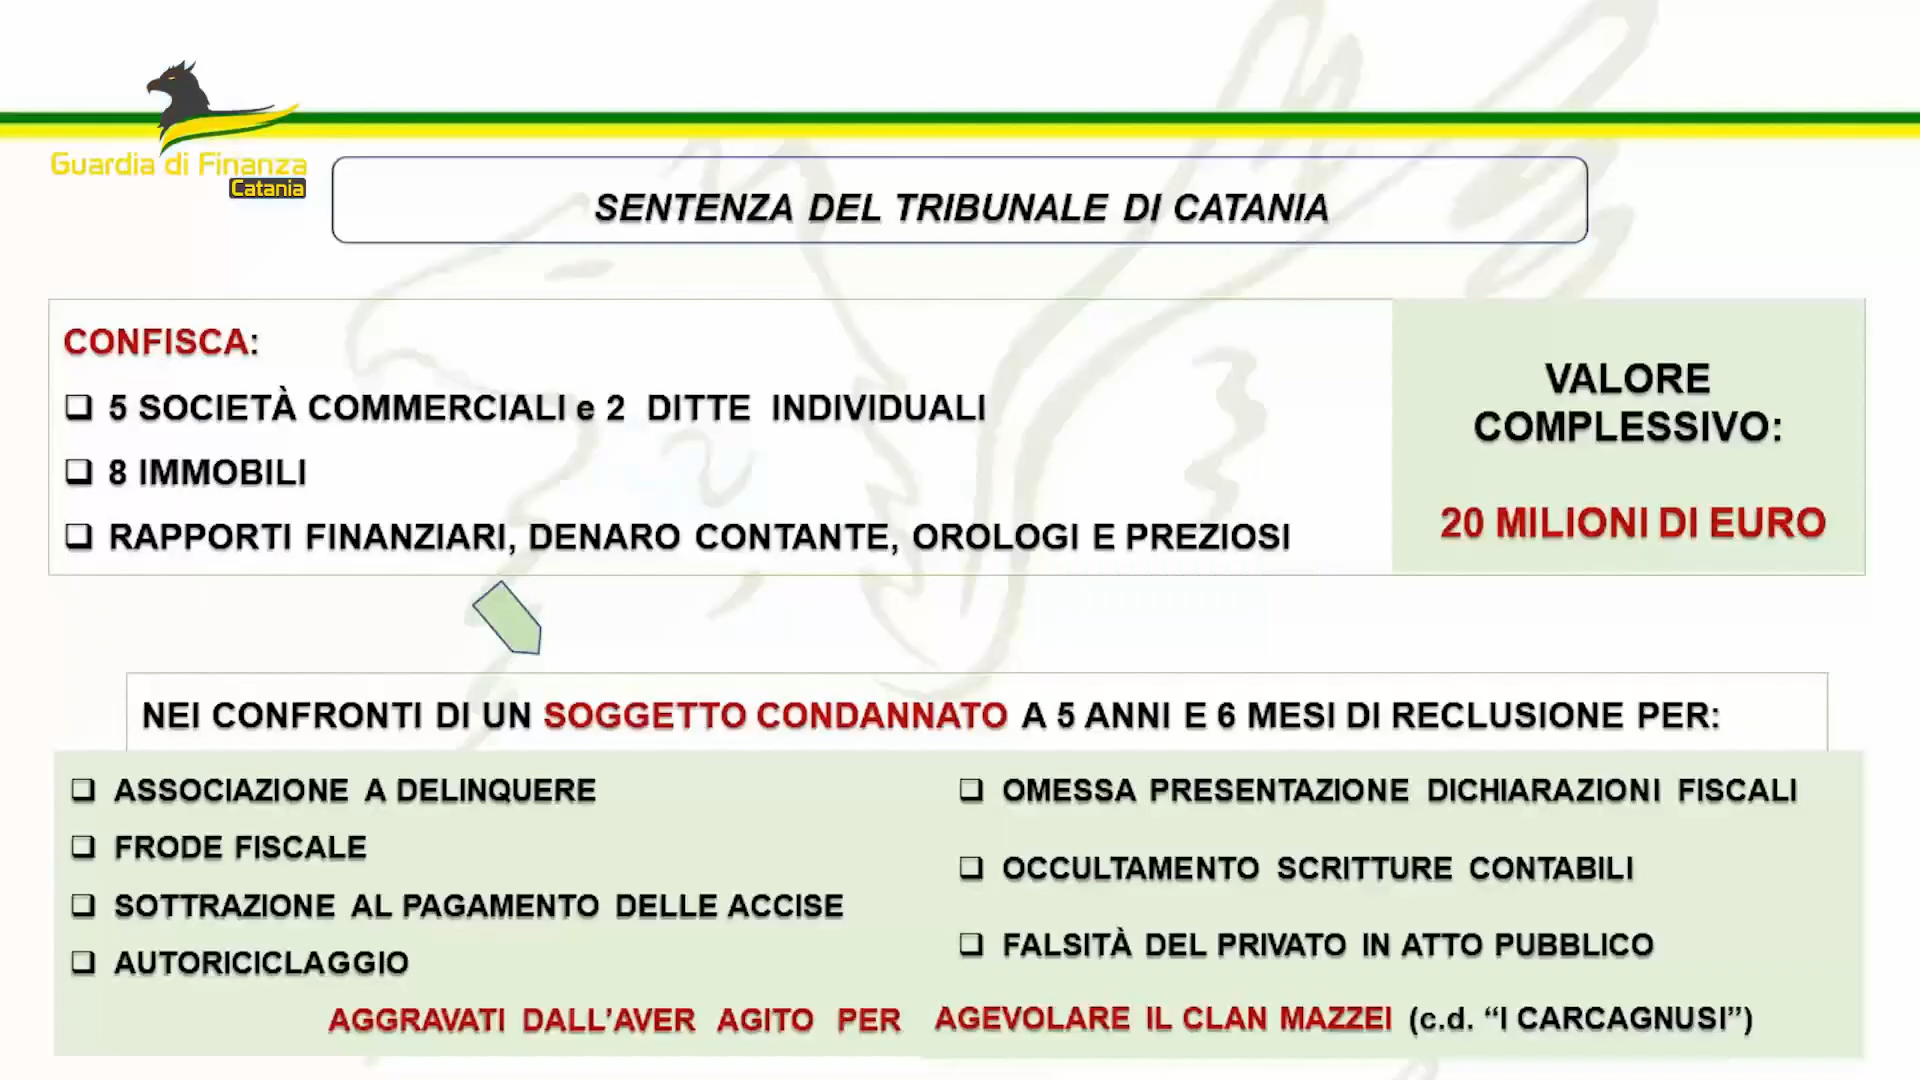 Guardia di Finanza
Catania
SENTENZA DEL TRIBUNALE DI CATANIA
CONFISCA:
5 SOCIETÀ COMMERCIALI e 2 DITTE INDIVIDUALI
8 IMMOBILI
RAPPORTI FINANZIARI, DENARO CONTANTE, OROLOGI E PREZIOSI
VALORE
COMPLESSIVO:
20 MILIONI DI EURO
NEI CONFRONTI DI UN SOGGETTO CONDANNATO A 5 ANNI E 6 MESI DI RECLUSIONE PER:
ASSOCIAZIONE A DELINQUERE
FRODE FISCALE
SOTTRAZIONE AL PAGAMENTO DELLE ACCISE
AUTORICICLAGGIO
OMESSA PRESENTAZIONE DICHIARAZIONI FISCALI
OCCULTAMENTO SCRITTURE CONTABILI
FALSITÀ DEL PRIVATO IN ATTO PUBBLICO
AGGRAVATI DALL'AVER AGITO PER AGEVOLARE IL CLAN MAZZEI (c.d. “I CARCAGNUSI”)